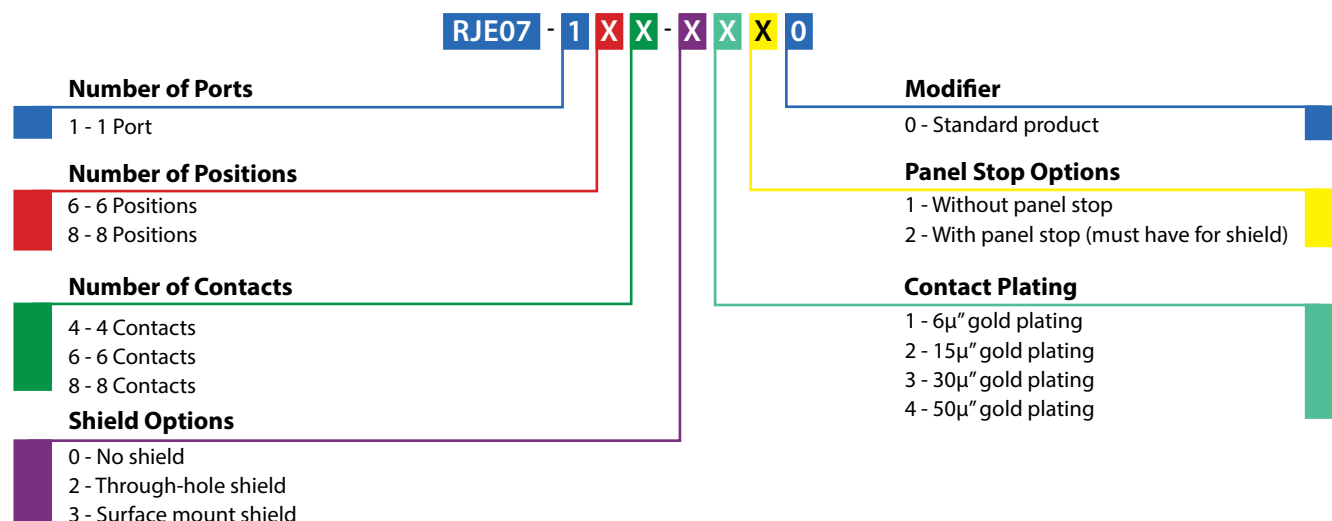 RJE07 - 1 X X - X X X 0
Number of Ports
1 - 1 Port
Number of Positions
6 - 6 Positions
8 - 8 Positions
Number of Contacts
4 - 4 Contacts
6 - 6 Contacts
8 - 8 Contacts
Shield Options
0 - No shield
2 - Through-hole shield
3 - Surface mount shield
Modifier
0 - Standard product
Panel Stop Options
1 - Without panel stop
2 - With panel stop (must have for shield)
Contact Plating
1 - 6µ” gold plating
2 - 15µ” gold plating
3 - 30µ” gold plating
4 - 50µ” gold plating